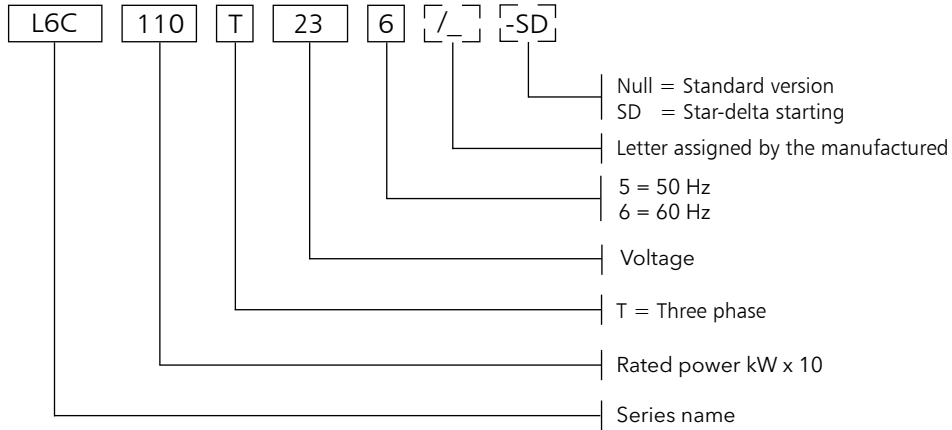 L6C 110 T 23 6 /_ -SD
Null = Standard version
SD = Star-delta starting
Letter assigned by the manufactured
5 = 50 Hz
6 = 60 Hz
Voltage
T = Three phase
Rated power kW x 10
Series name